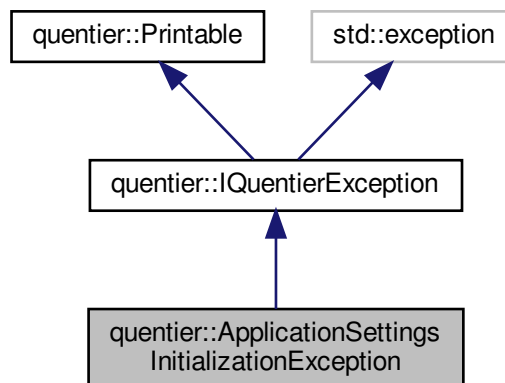 quentier::Printable
std::exception
quentier::IQuentierException
quentier::ApplicationSettings
InitializationException